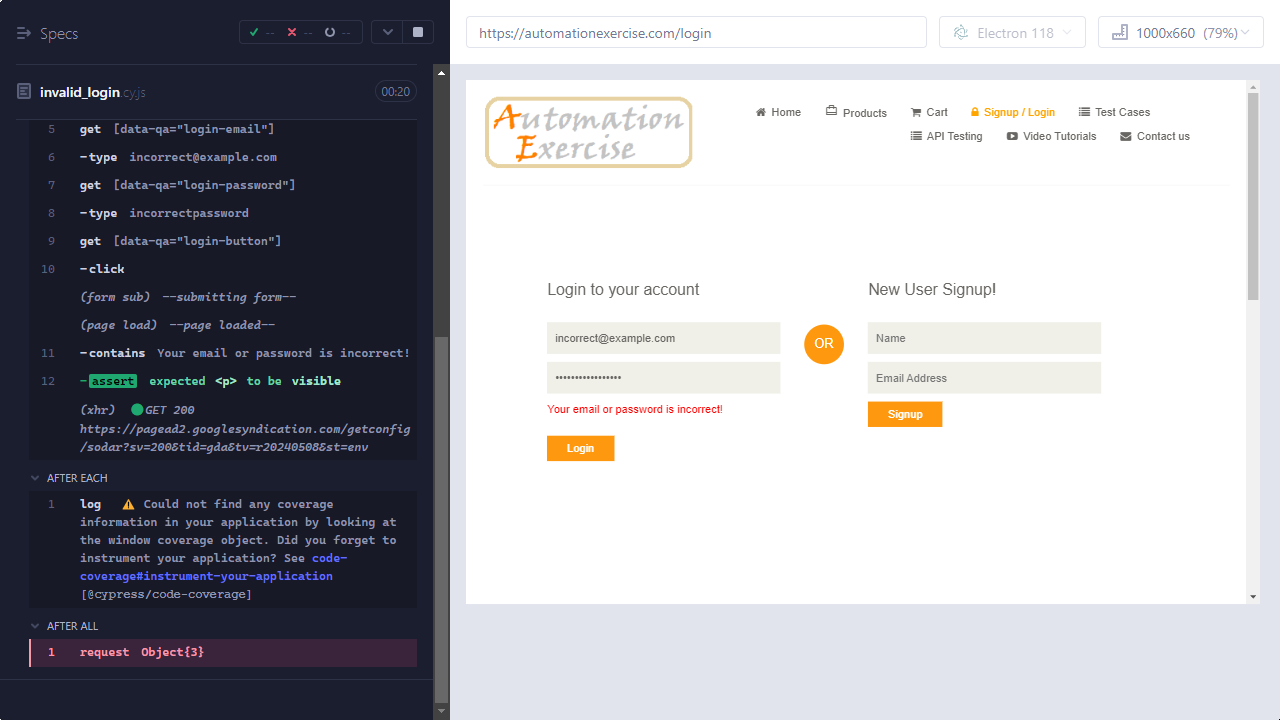 Specs
-- -- --
invalid_login.cy.js
00:20
5 get [data-qa="login-email"]
6 -type incorrect@example.com
7 get [data-qa="login-password"]
8 -type incorrectpassword
9 get [data-qa="login-button"]
10 -click
(form sub) --submitting form--
(page load) --page loaded--
11 -contains Your email or password is incorrect!
12 -assert expected <p> to be visible
(xhr) GET 200
https://pagead2.googlesyndication.com/getconfig
/sodar?sv=200&tid=gda&tv=r20240508&st=env
AFTER EACH
1 log ⚠ Could not find any coverage
information in your application by looking at
the window coverage object. Did you forget to
instrument your application? See code-
coverage#instrument-your-application
[@cypress/code-coverage]
AFTER ALL
1 request Object{3}
https://automationexercise.com/login
Electron 118
1000x660 (79%)
Automation
Exercise
Home Products Cart Signup / Login Test Cases
API Testing Video Tutorials Contact us
Login to your account
incorrect@example.com
•••••••••••••••••
Your email or password is incorrect!
Login
OR
New User Signup!
Name
Email Address
Signup